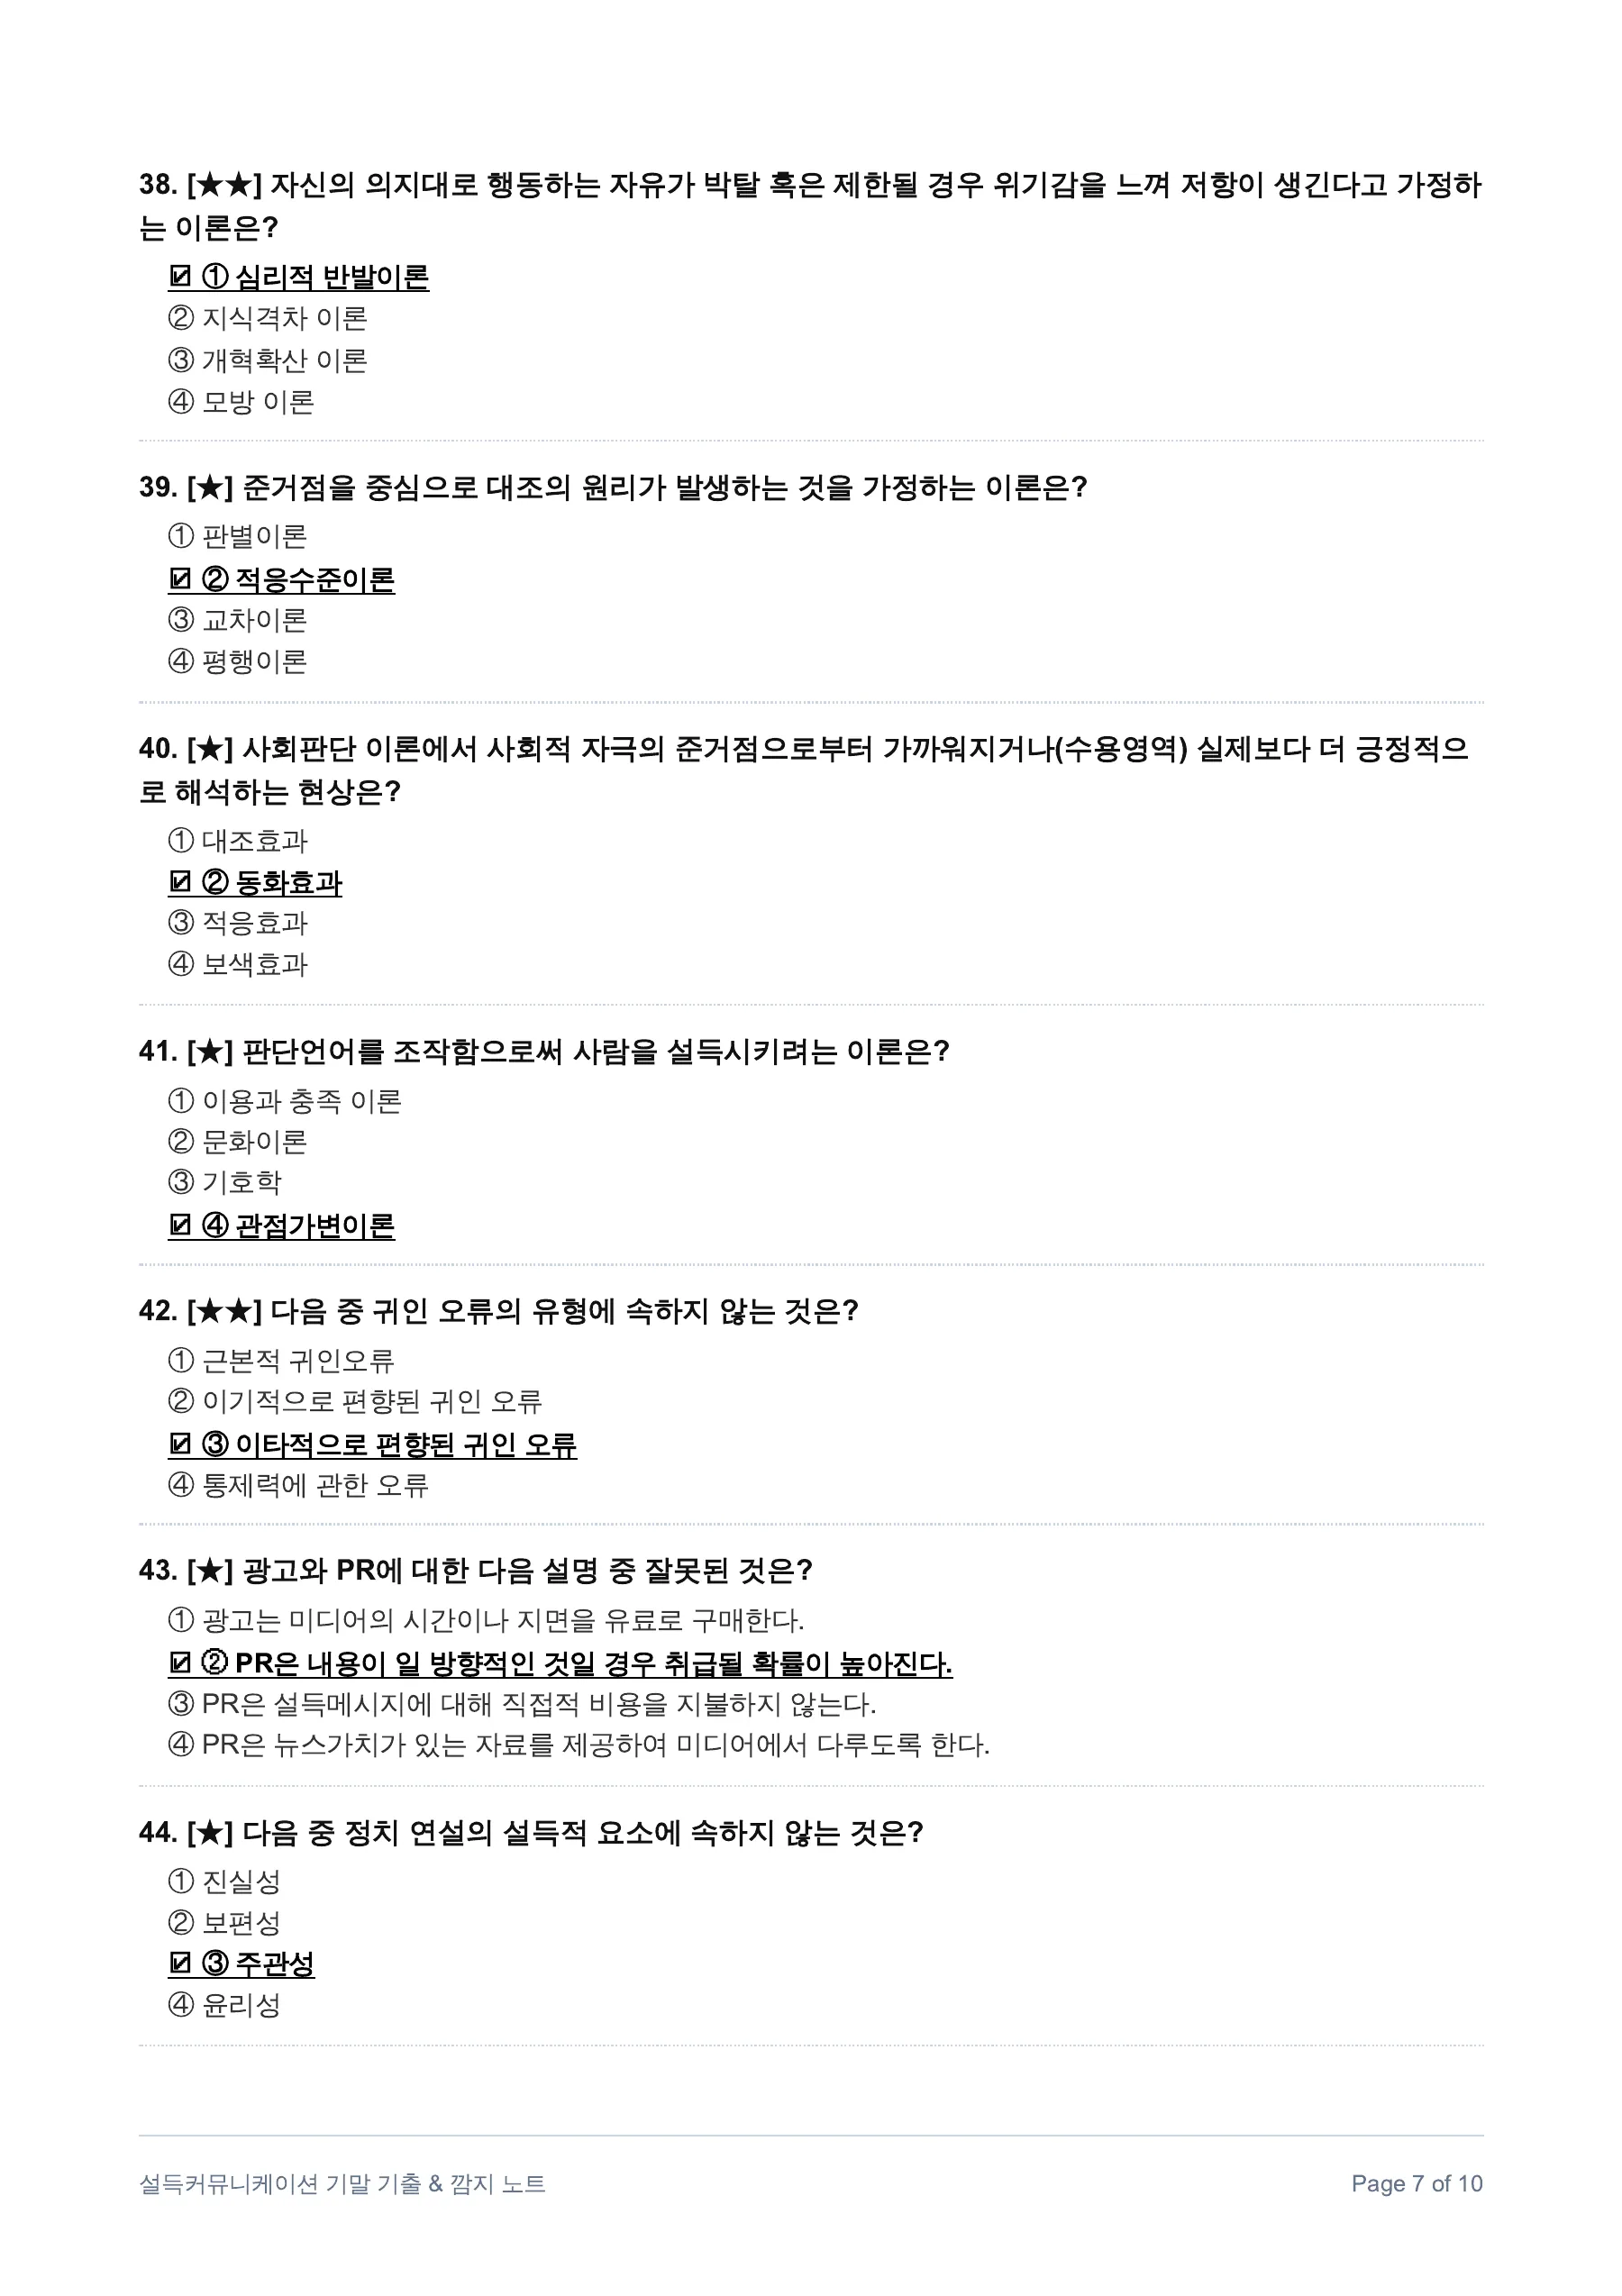 38. [★★] 자신의 의지대로 행동하는 자유가 박탈 혹은 제한될 경우 위기감을 느껴 저항이 생긴다고 가정하
는 이론은?
☑ ① 심리적 반발이론
② 지식격차 이론
③ 개혁확산 이론
④ 모방 이론
39. [★] 준거점을 중심으로 대조의 원리가 발생하는 것을 가정하는 이론은?
① 판별이론
☑ ② 적응수준이론
③ 교차이론
④ 평행이론
40. [★] 사회판단 이론에서 사회적 자극의 준거점으로부터 가까워지거나(수용영역) 실제보다 더 긍정적으
로 해석하는 현상은?
① 대조효과
☑ ② 동화효과
③ 적응효과
④ 보색효과
41. [★] 판단언어를 조작함으로써 사람을 설득시키려는 이론은?
① 이용과 충족 이론
② 문화이론
③ 기호학
☑ ④ 관점가변이론
42. [★★] 다음 중 귀인 오류의 유형에 속하지 않는 것은?
① 근본적 귀인오류
② 이기적으로 편향된 귀인 오류
☑ ③ 이타적으로 편향된 귀인 오류
④ 통제력에 관한 오류
43. [★] 광고와 PR에 대한 다음 설명 중 잘못된 것은?
① 광고는 미디어의 시간이나 지면을 유료로 구매한다.
☑ ② PR은 내용이 일 방향적인 것일 경우 취급될 확률이 높아진다.
③ PR은 설득메시지에 대해 직접적 비용을 지불하지 않는다.
④ PR은 뉴스가치가 있는 자료를 제공하여 미디어에서 다루도록 한다.
44. [★] 다음 중 정치 연설의 설득적 요소에 속하지 않는 것은?
① 진실성
② 보편성
☑ ③ 주관성
④ 윤리성
설득커뮤니케이션 기말 기출 & 깜지 노트
Page 7 of 10